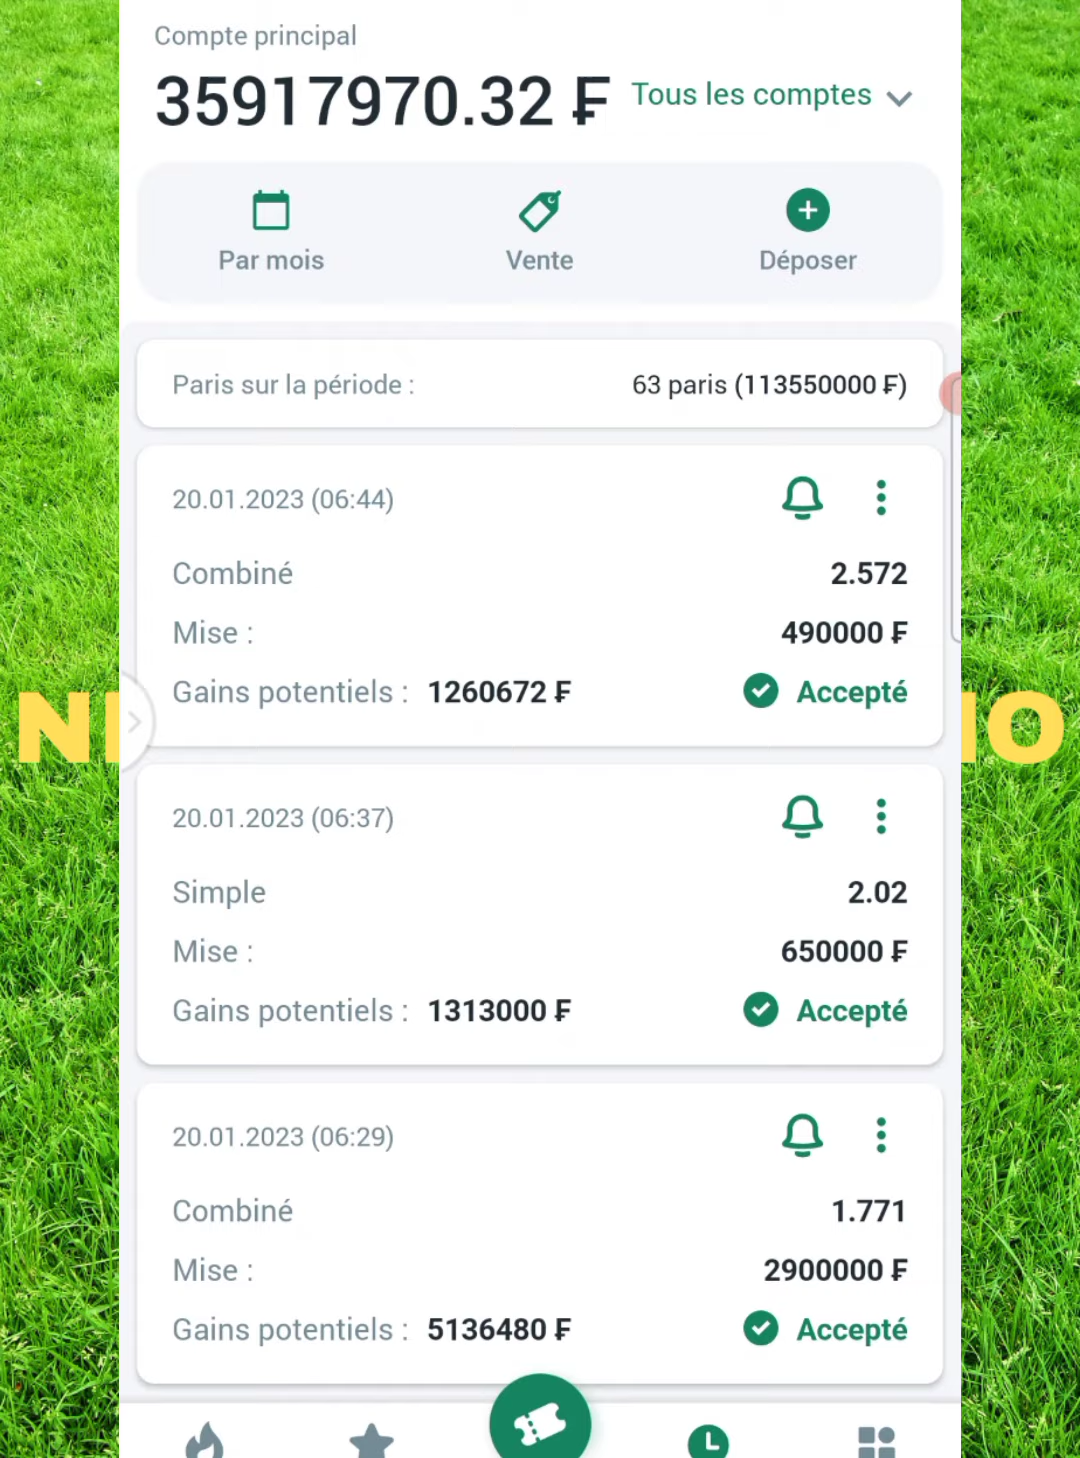 Compte principal
35917970.32 ₣ Tous les comptes
Par mois Vente Déposer
Paris sur la période : 63 paris (113550000 ₣)
20.01.2023 (06:44)
Combiné 2.572
Mise : 490000 ₣
Gains potentiels : 1260672 ₣ Accepté
20.01.2023 (06:37)
Simple 2.02
Mise : 650000 ₣
Gains potentiels : 1313000 ₣ Accepté
20.01.2023 (06:29)
Combiné 1.771
Mise : 2900000 ₣
Gains potentiels : 5136480 ₣ Accepté